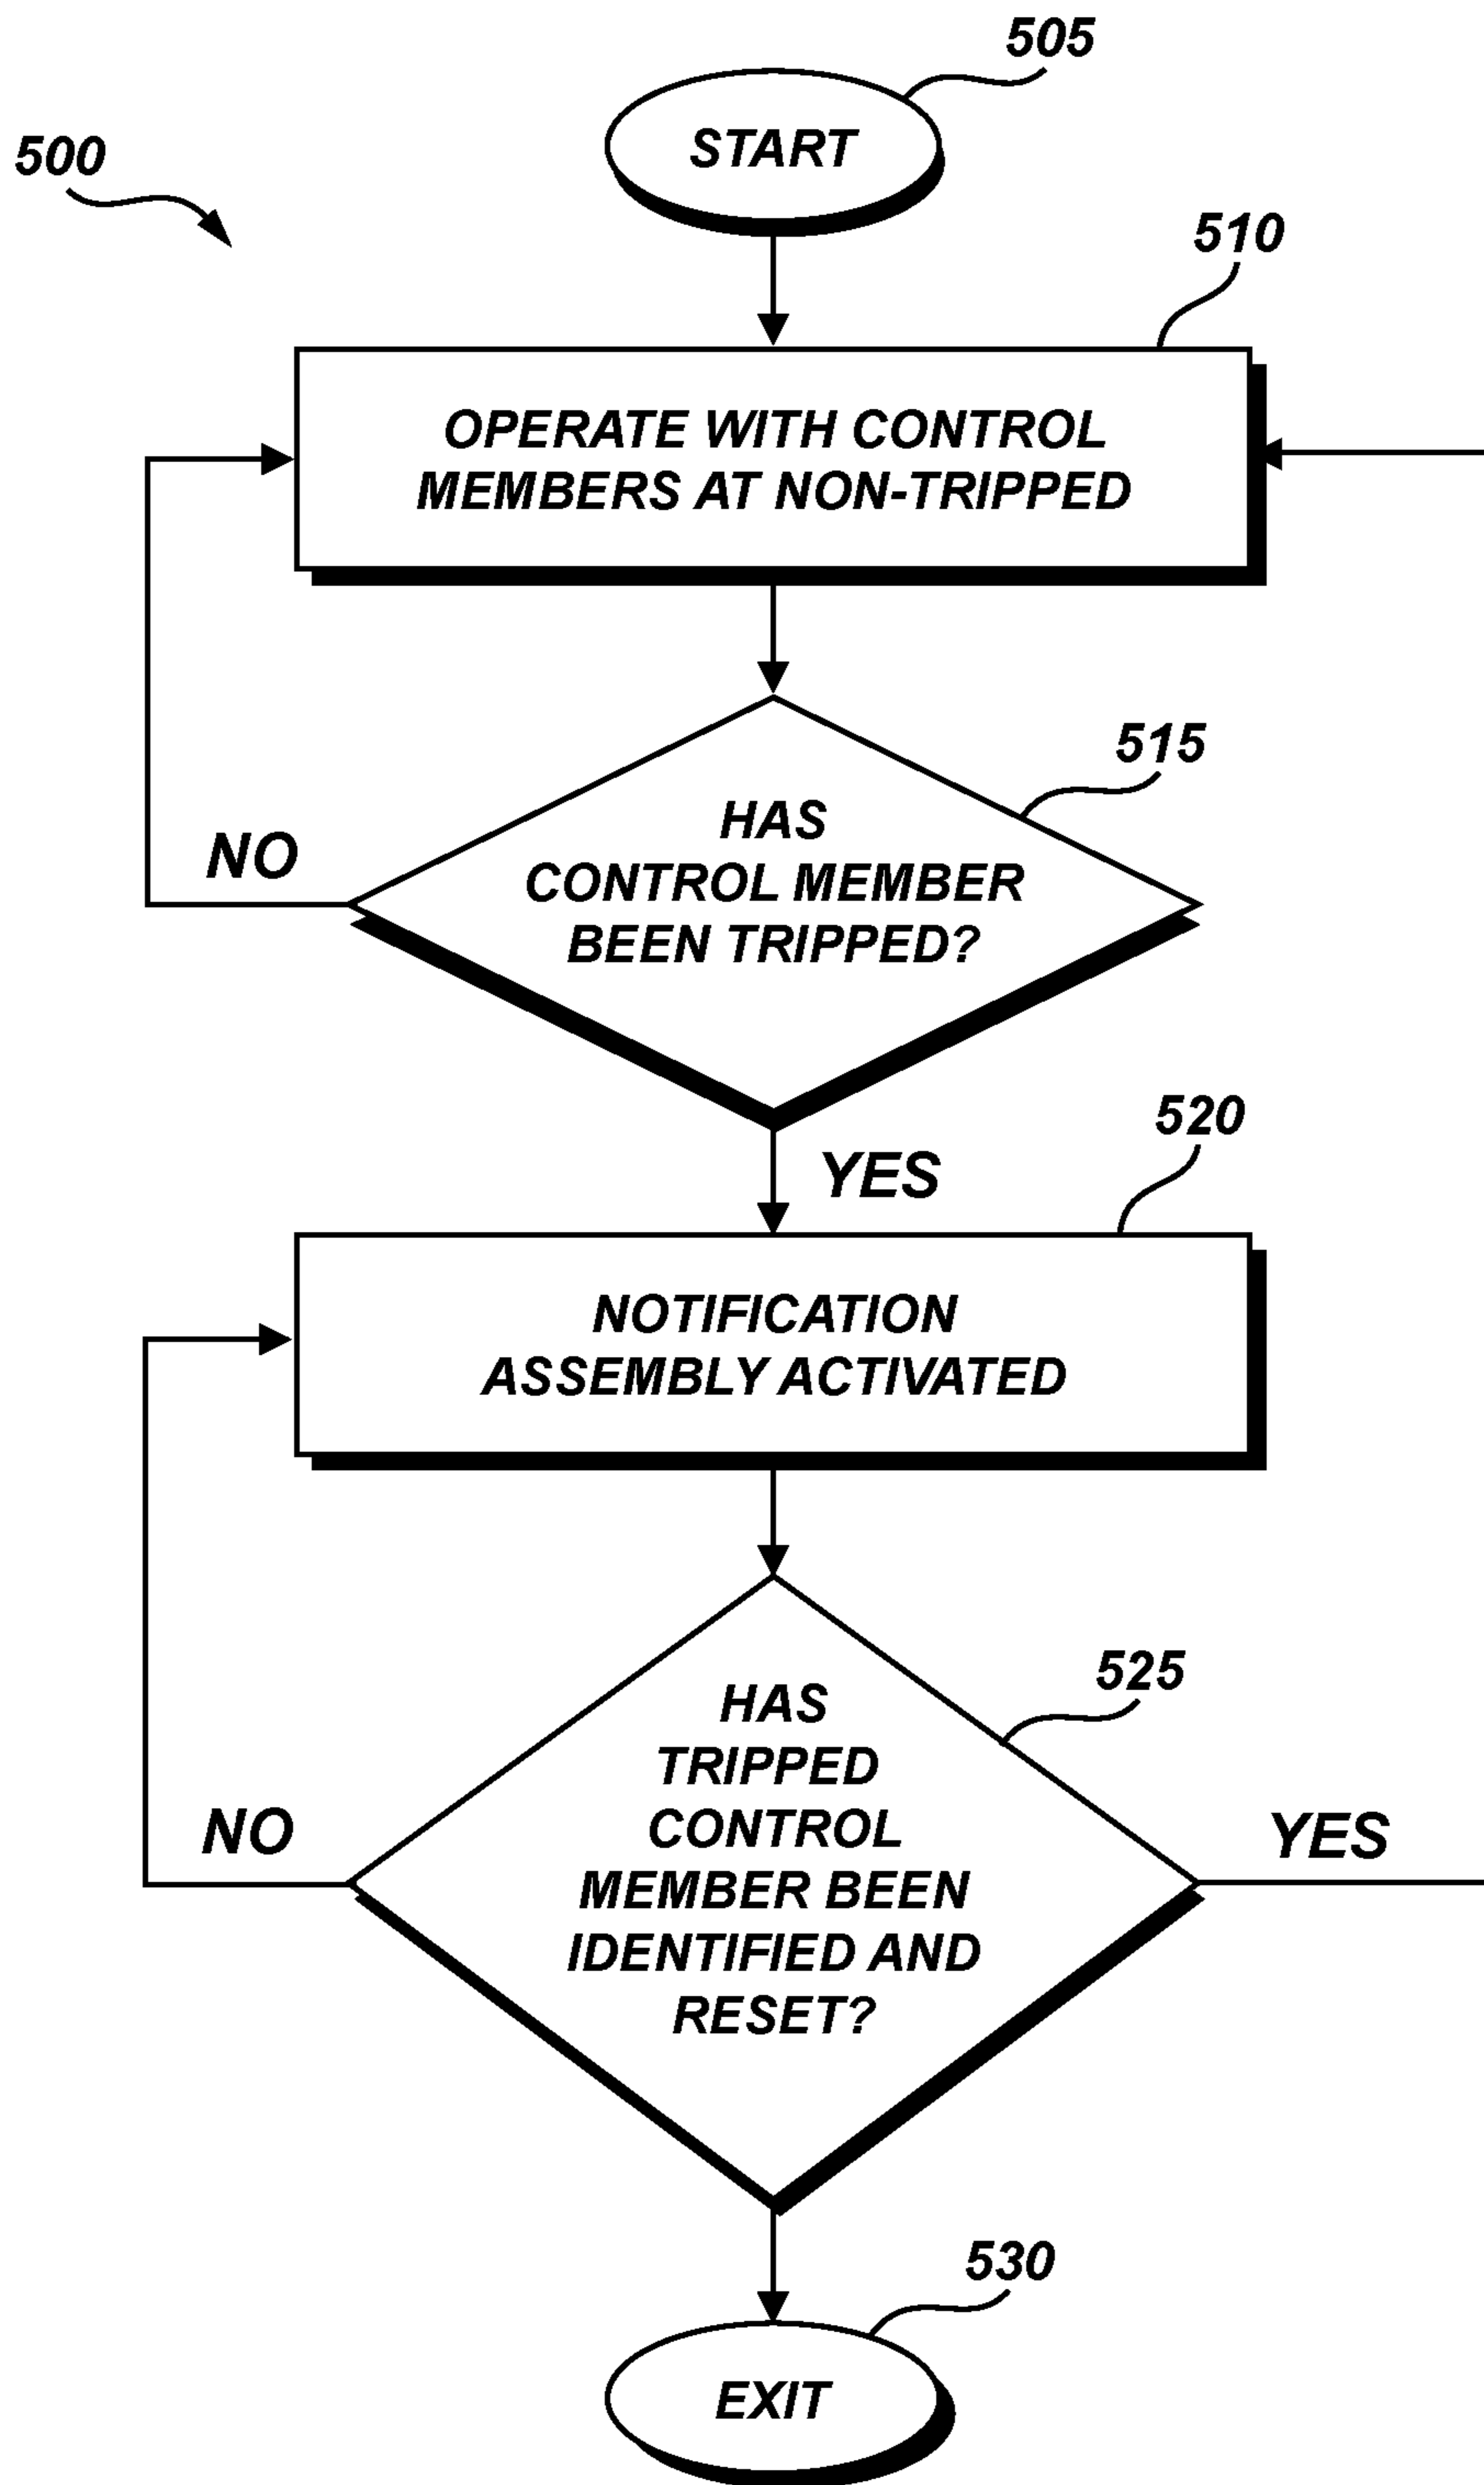 505
START
500
510
OPERATE WITH CONTROL
MEMBERS AT NON-TRIPPED
515
HAS
CONTROL MEMBER
BEEN TRIPPED?
NO
520
YES
NOTIFICATION
ASSEMBLY ACTIVATED
525
HAS
TRIPPED
CONTROL
MEMBER BEEN
IDENTIFIED AND
RESET?
NO
YES
530
EXIT